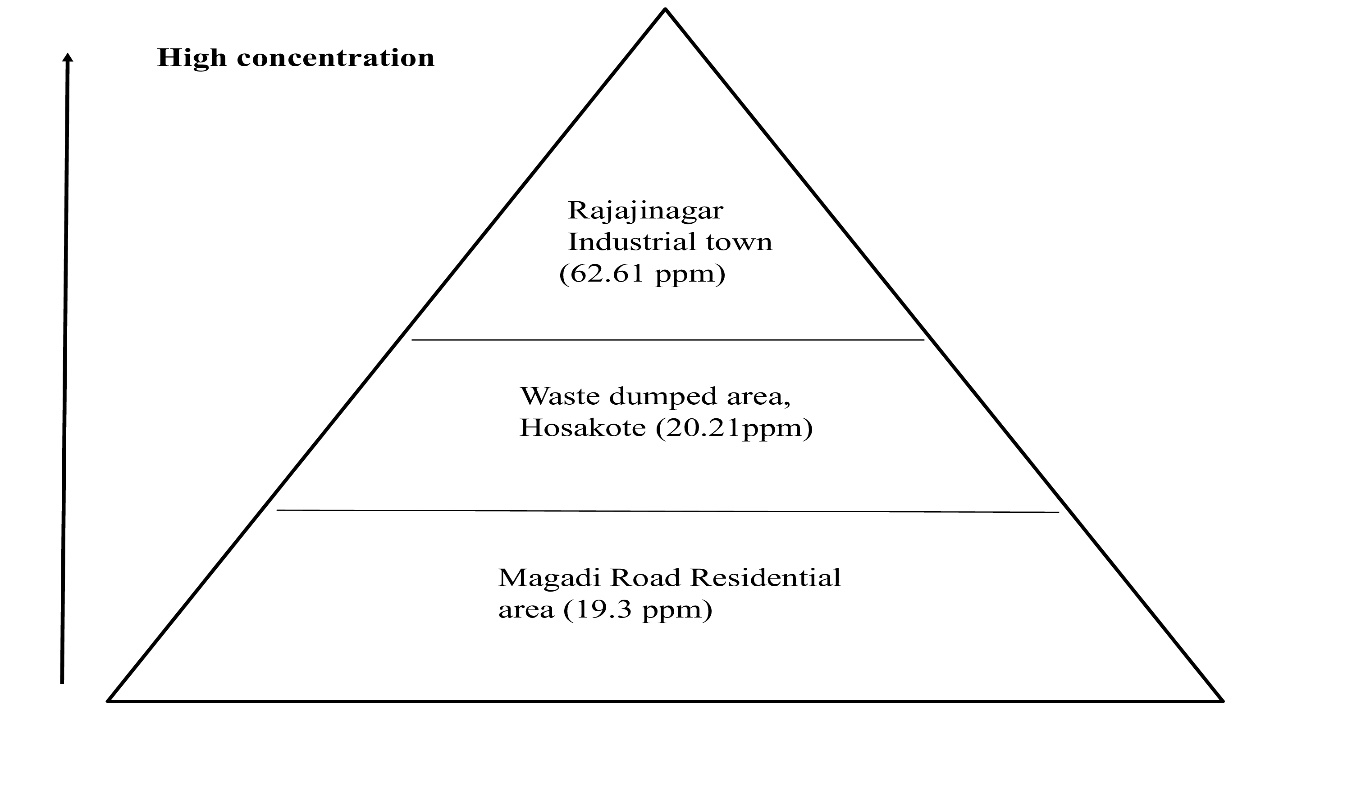 High concentration
Rajajinagar
Industrial town
(62.61 ppm)
Waste dumped area,
Hosakote (20.21ppm)
Magadi Road Residential
area (19.3 ppm)